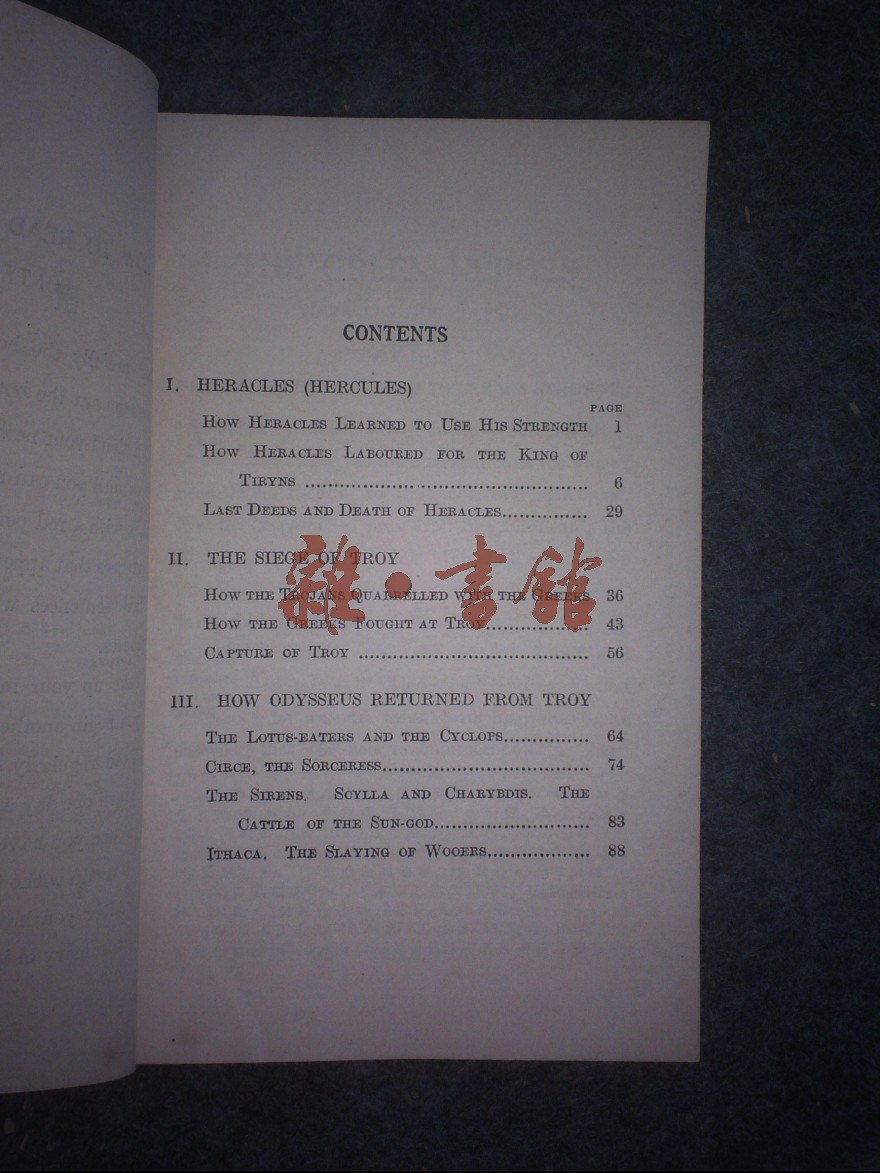 CONTENTS
I. HERACLES (HERCULES)
PAGE
HOW HERACLES LEARNED TO USE HIS STRENGTH 1
HOW HERACLES LABOURED FOR THE KING OF
TIRYNS ................................................ 6
LAST DEEDS AND DEATH OF HERACLES............... 29
II. THE SIEGE OF TROY
HOW THE TROJANS QUARRELLED WITH THE GREEKS 36
HOW THE GREEKS FOUGHT AT TROY.................. 43
CAPTURE OF TROY ....................................... 56
III. HOW ODYSSEUS RETURNED FROM TROY
THE LOTUS-EATERS AND THE CYCLOPS............... 64
CIRCE, THE SORCERESS................................... 74
THE SIRENS. SCYLLA AND CHARYBDIS. THE
CATTLE OF THE SUN-GOD.......................... 83
ITHACA. THE SLAYING OF WOOERS.................. 88
雜·書館